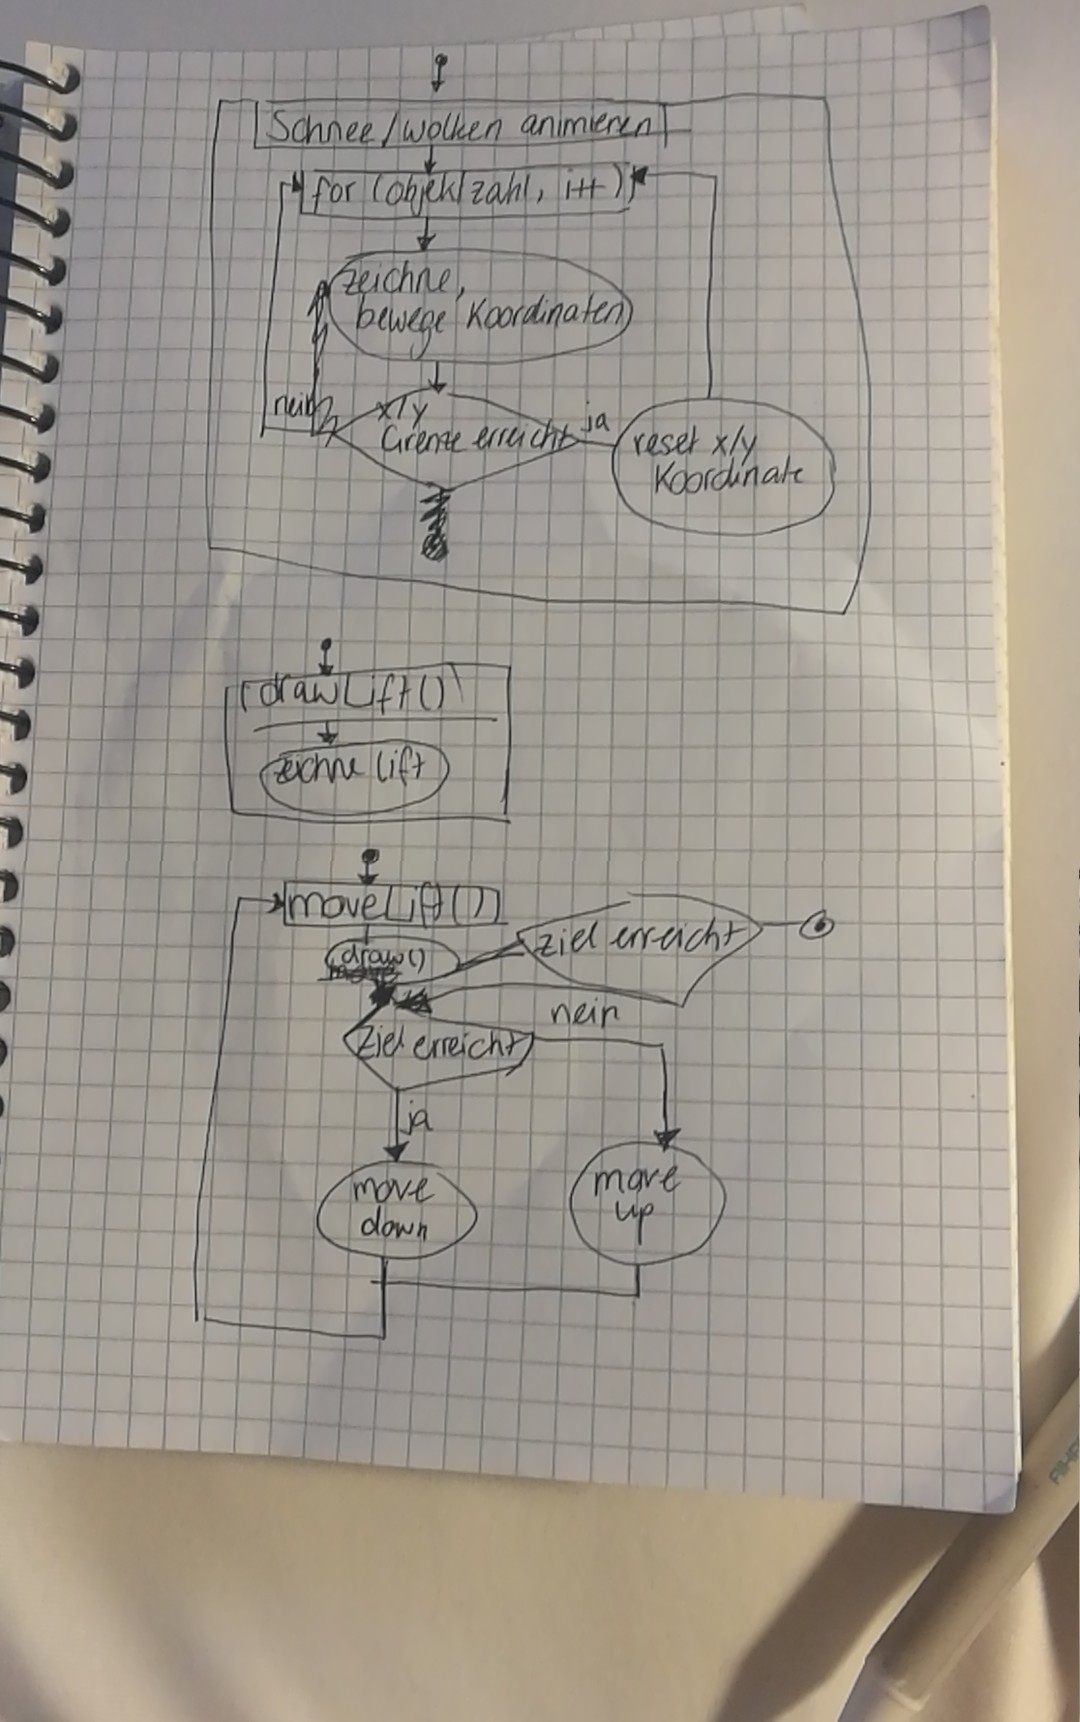 Schnee/Wolken animieren
for (objektzahl, i++)
zeichne,
bewege Koordinaten
nein
x/y
Grenze erreicht
ja
reset x/y
Koordinate
drawLift()
zeichne Lift
moveLift()
draw()
ziel erreicht
nein
Ziel erreicht
ja
move
down
move
up